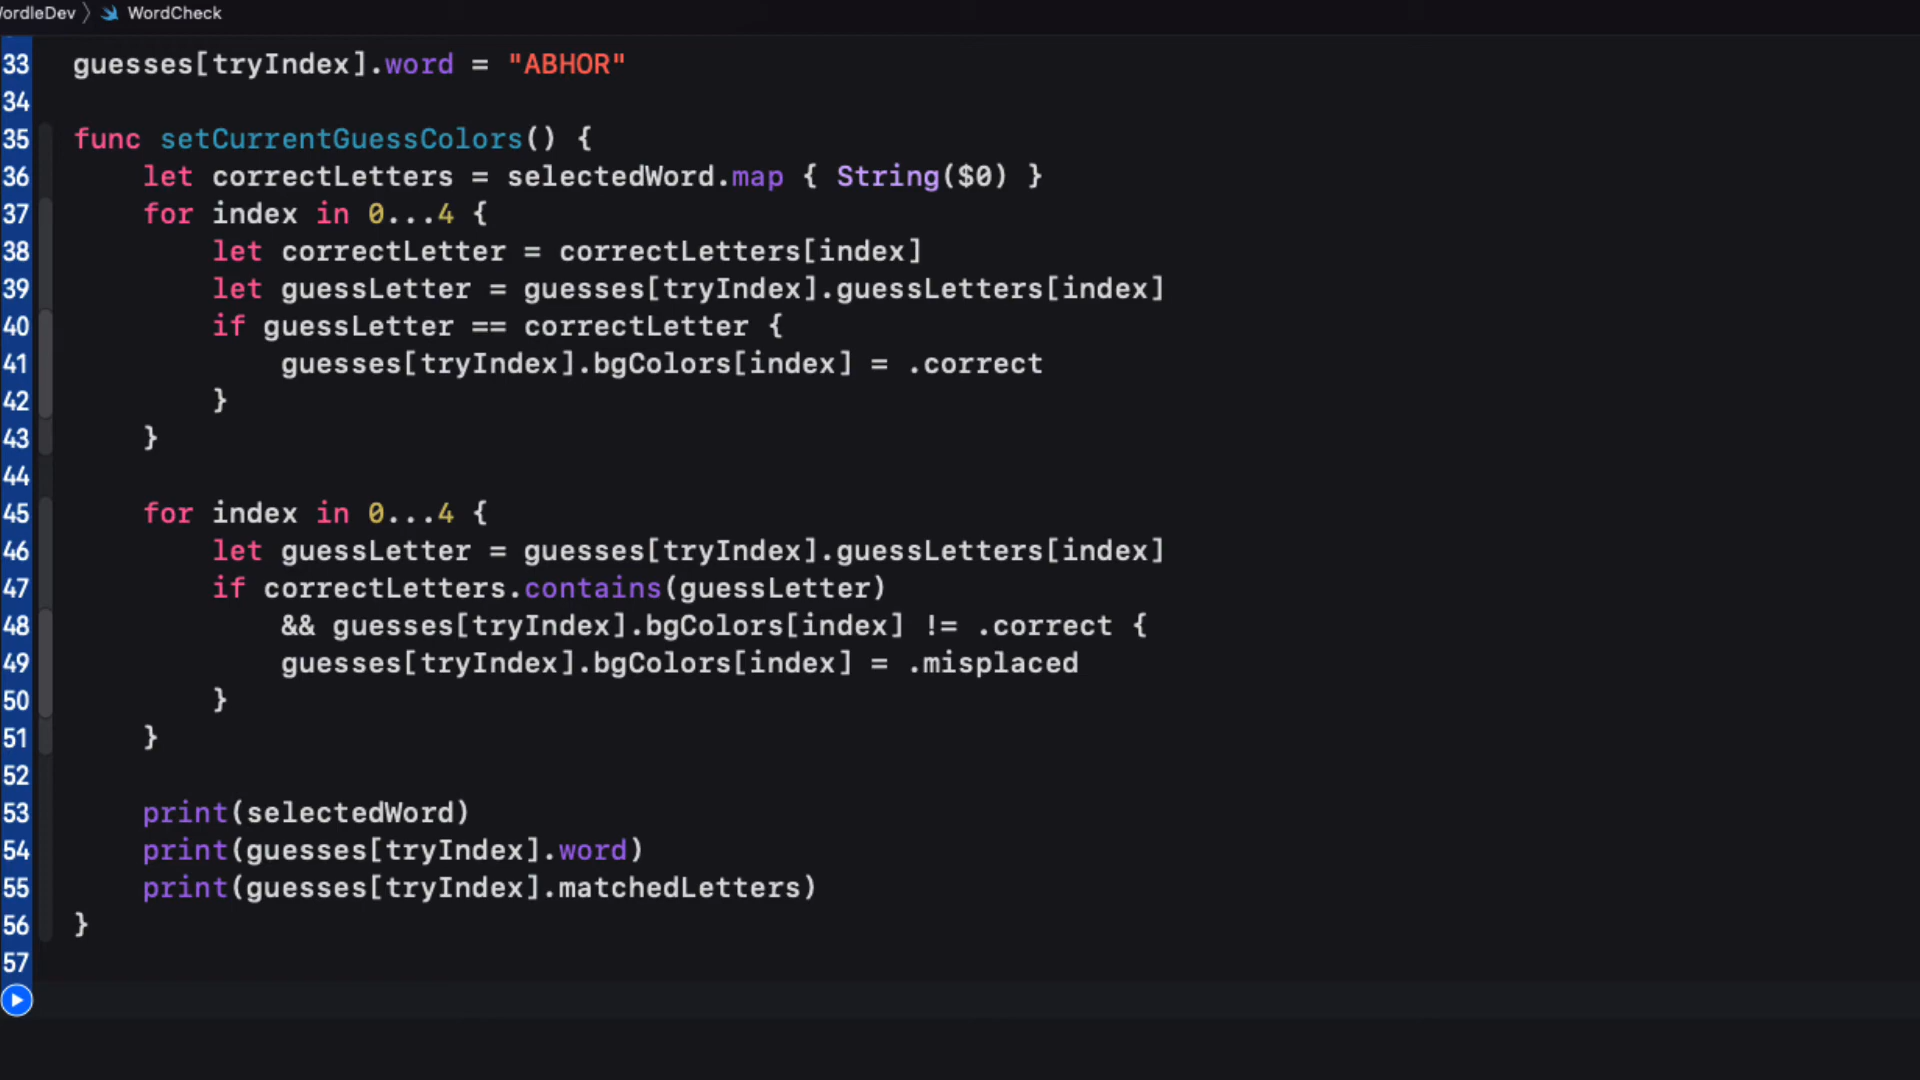 ordleDev 〉 WordCheck
33 guesses[tryIndex].word = "ABHOR"
34
35 func setCurrentGuessColors() {
36     let correctLetters = selectedWord.map { String($0) }
37     for index in 0...4 {
38         let correctLetter = correctLetters[index]
39         let guessLetter = guesses[tryIndex].guessLetters[index]
40         if guessLetter == correctLetter {
41             guesses[tryIndex].bgColors[index] = .correct
42         }
43     }
44
45     for index in 0...4 {
46         let guessLetter = guesses[tryIndex].guessLetters[index]
47         if correctLetters.contains(guessLetter)
48             && guesses[tryIndex].bgColors[index] != .correct {
49             guesses[tryIndex].bgColors[index] = .misplaced
50         }
51     }
52
53     print(selectedWord)
54     print(guesses[tryIndex].word)
55     print(guesses[tryIndex].matchedLetters)
56 }
57